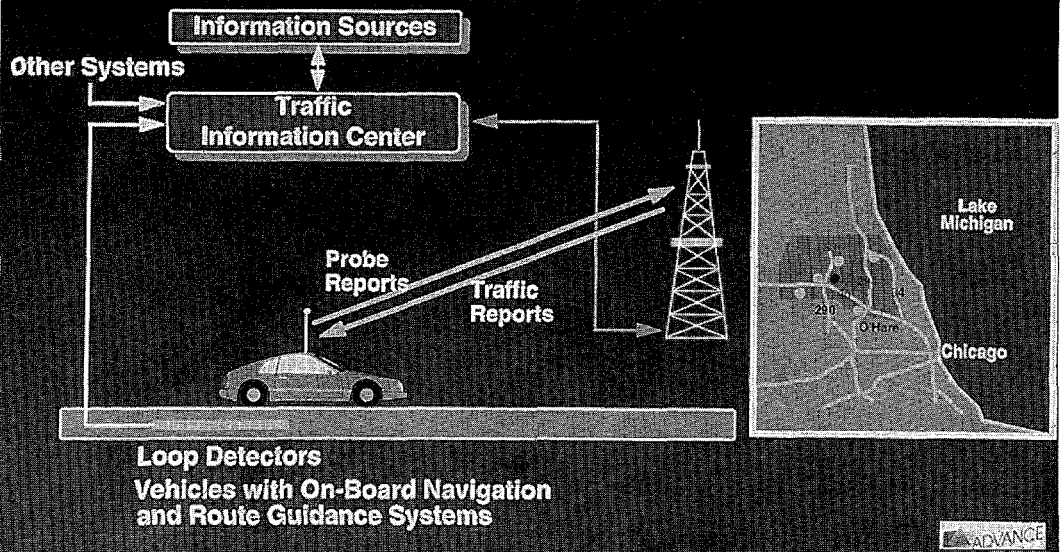 Information Sources
Other Systems
Traffic
Information Center
Probe
Reports
Traffic
Reports
Lake
Michigan
290
O'Hare
Chicago
Loop Detectors
Vehicles with On-Board Navigation
and Route Guidance Systems
ADVANCE